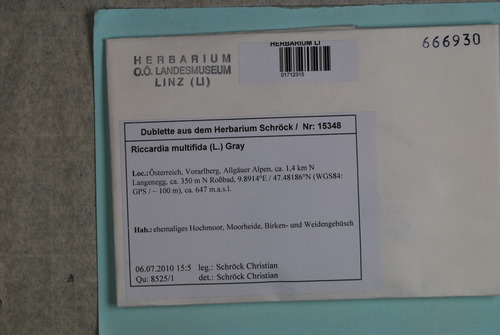 HERBARIUM
O.Ö. LANDESMUSEUM
LINZ (LI)
HERBARIUM LI
01712315
666930
Dublette aus dem Herbarium Schröck / Nr: 15348
Riccardia multifida (L.) Gray
Loc.:Österreich, Vorarlberg, Allgäuer Alpen, ca. 1,4 km N
Langenegg, ca. 350 m N Roßbad, 9.8914°E / 47.48186°N (WGS84:
GPS / ~ 100 m), ca. 647 m.a.s.l.
Hab.:ehemaliges Hochmoor, Moorheide, Birken- und Weidengebüsch
06.07.2010 15:5 leg.: Schröck Christian
Qu: 8525/1 det.: Schröck Christian